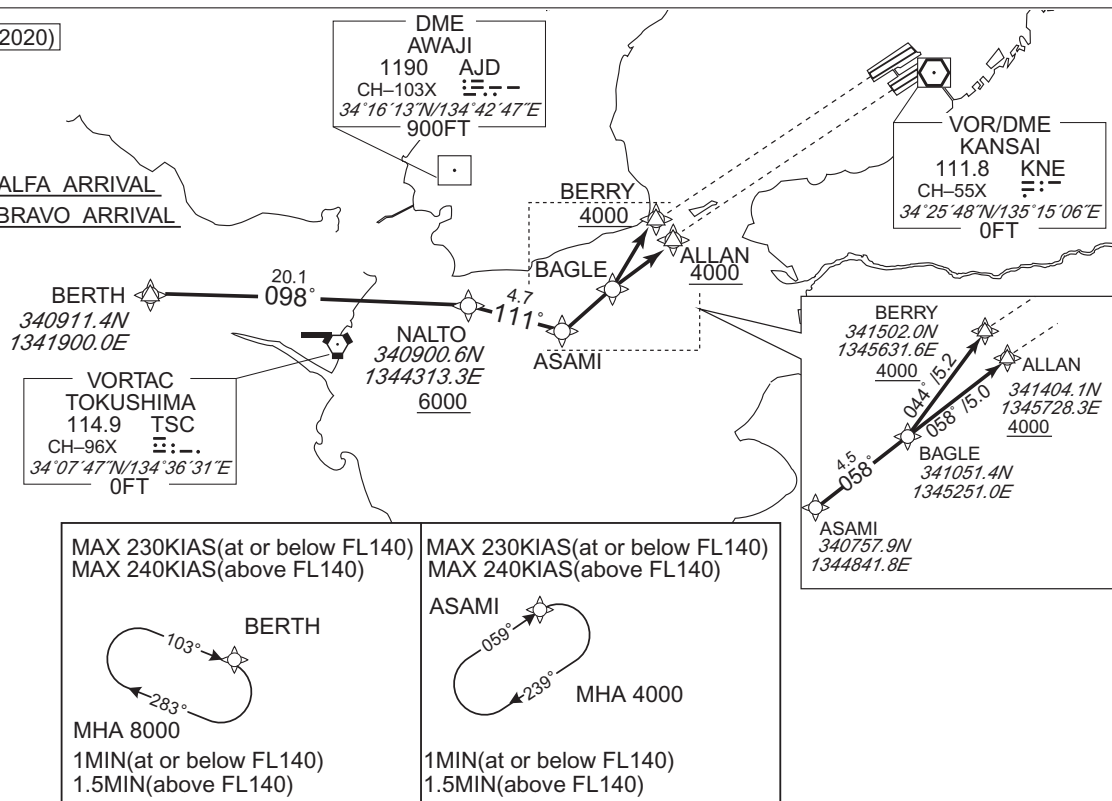 2020)
DME
AWAJI
1190 AJD
CH–103X
34°16′13″N/134°42′47″E
900FT
VOR/DME
KANSAI
111.8 KNE
CH–55X
34°25′48″N/135°15′06″E
0FT
ALFA ARRIVAL
BRAVO ARRIVAL
BERRY
4000
ALLAN
4000
BAGLE
BERTH
340911.4N
1341900.0E
20.1
098°
NALTO
340900.6N
1344313.3E
6000
4.7
111°
ASAMI
VORTAC
TOKUSHIMA
114.9 TSC
CH–96X
34°07′47″N/134°36′31″E
0FT
BERRY
341502.0N
1345631.6E
4000
044°/5.2
ALLAN
341404.1N
1345728.3E
4000
058°/5.0
BAGLE
341051.4N
1345251.0E
4.5
058°
ASAMI
340757.9N
1344841.8E
MAX 230KIAS(at or below FL140)
MAX 240KIAS(above FL140)
BERTH
103°
283°
MHA 8000
1MIN(at or below FL140)
1.5MIN(above FL140)
MAX 230KIAS(at or below FL140)
MAX 240KIAS(above FL140)
ASAMI
059°
239°
MHA 4000
1MIN(at or below FL140)
1.5MIN(above FL140)